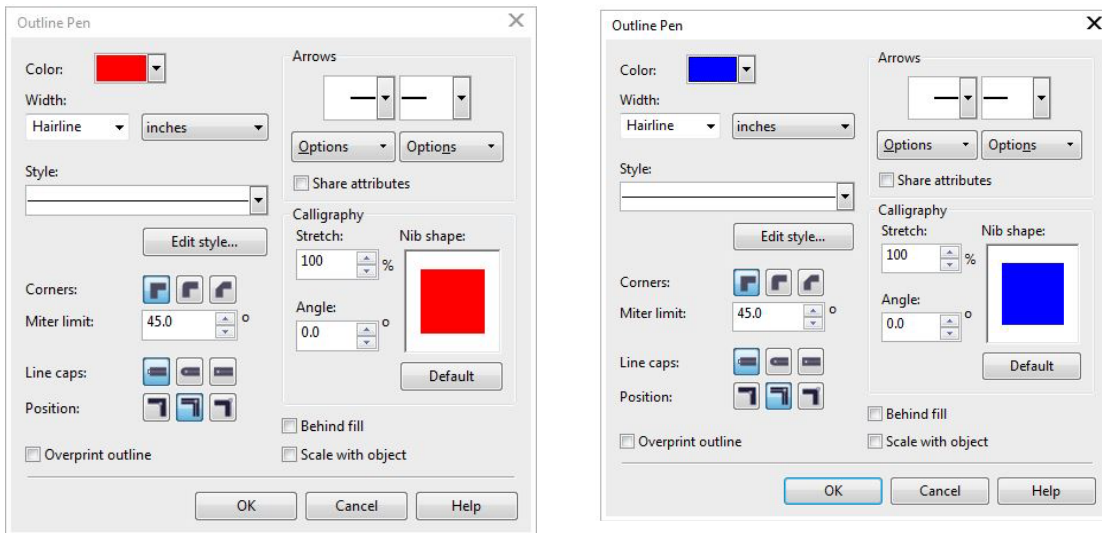 Outline Pen
Color:
Width:
Hairline inches
Style:
Edit style...
Corners:
Miter limit: 45.0 °
Line caps:
Position:
Overprint outline
Arrows
Options Options
Share attributes
Calligraphy
Stretch: Nib shape:
100 %
Angle:
0.0 °
Default
Behind fill
Scale with object
OK Cancel Help
Outline Pen
Color:
Width:
Hairline inches
Style:
Edit style...
Corners:
Miter limit: 45.0 °
Line caps:
Position:
Overprint outline
Arrows
Options Options
Share attributes
Calligraphy
Stretch: Nib shape:
100 %
Angle:
0.0 °
Default
Behind fill
Scale with object
OK Cancel Help